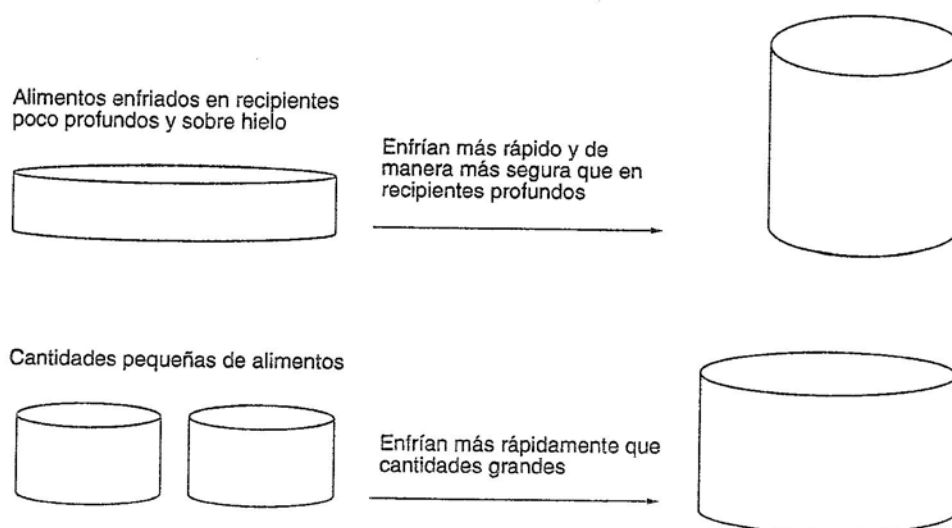 Alimentos enfriados en recipientes
poco profundos y sobre hielo
Enfrían más rápido y de
manera más segura que en
recipientes profundos
Cantidades pequeñas de alimentos
Enfrían más rápidamente que
cantidades grandes